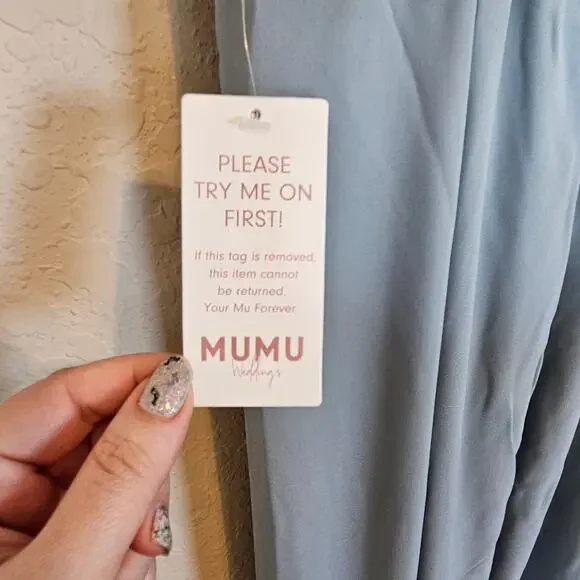 PLEASE
TRY ME ON
FIRST!
If this tag is removed,
this item cannot
be returned.
Your Mu Forever
MUMU
Weddings